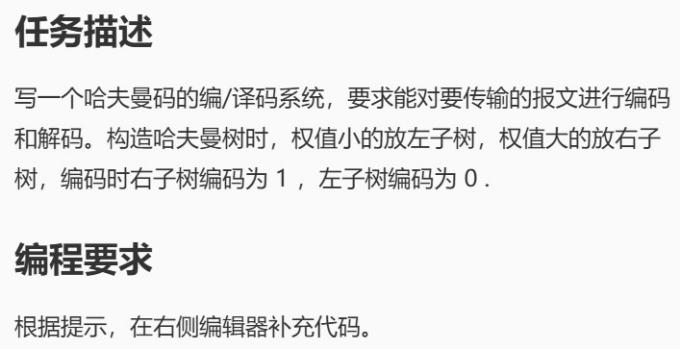 任务描述
写一个哈夫曼码的编/译码系统，要求能对要传输的报文进行编码
和解码。构造哈夫曼树时，权值小的放左子树，权值大的放右子
树，编码时右子树编码为 1 ，左子树编码为 0 .
编程要求
根据提示，在右侧编辑器补充代码。